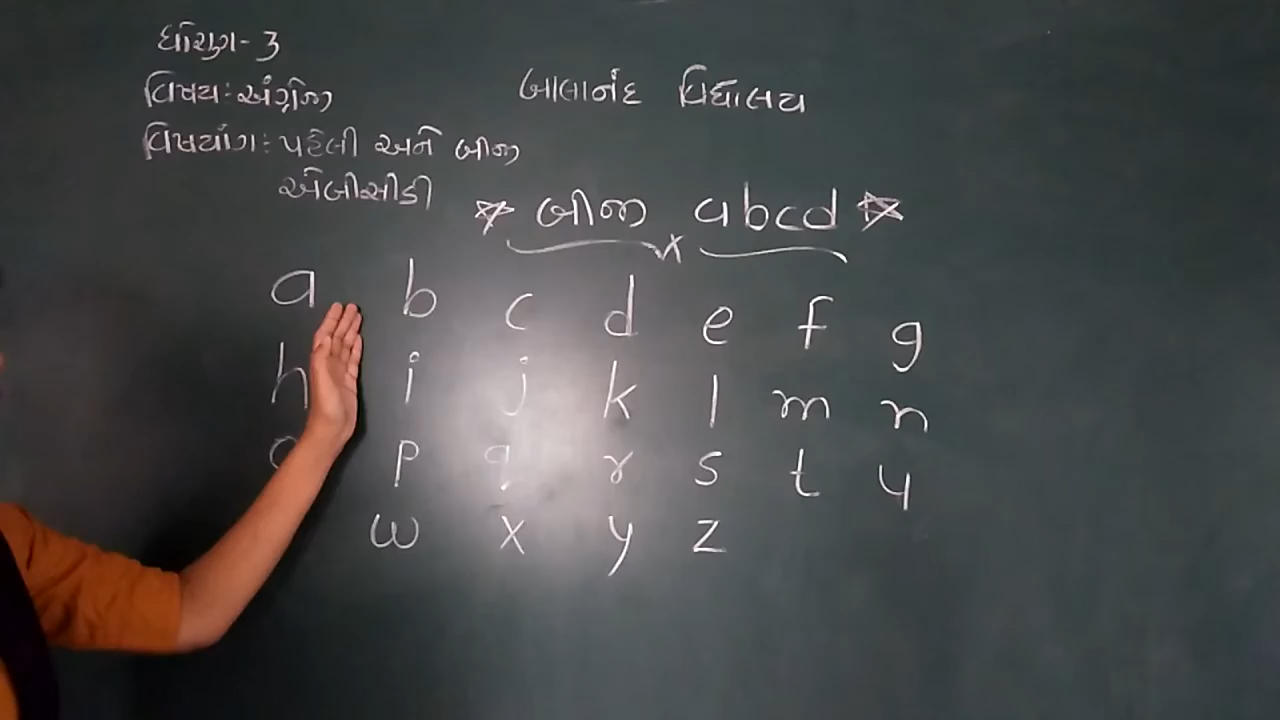 ધોરણ-3
વિષય:અંગ્રેજી
બાલાનંદ વિદ્યાલય
વિષયાંગ: પહેલી અને બીજી
એબીસીડી
બીજી abcd
a b c d e f g
h i j k l m n
o p q r s t u
w x y z